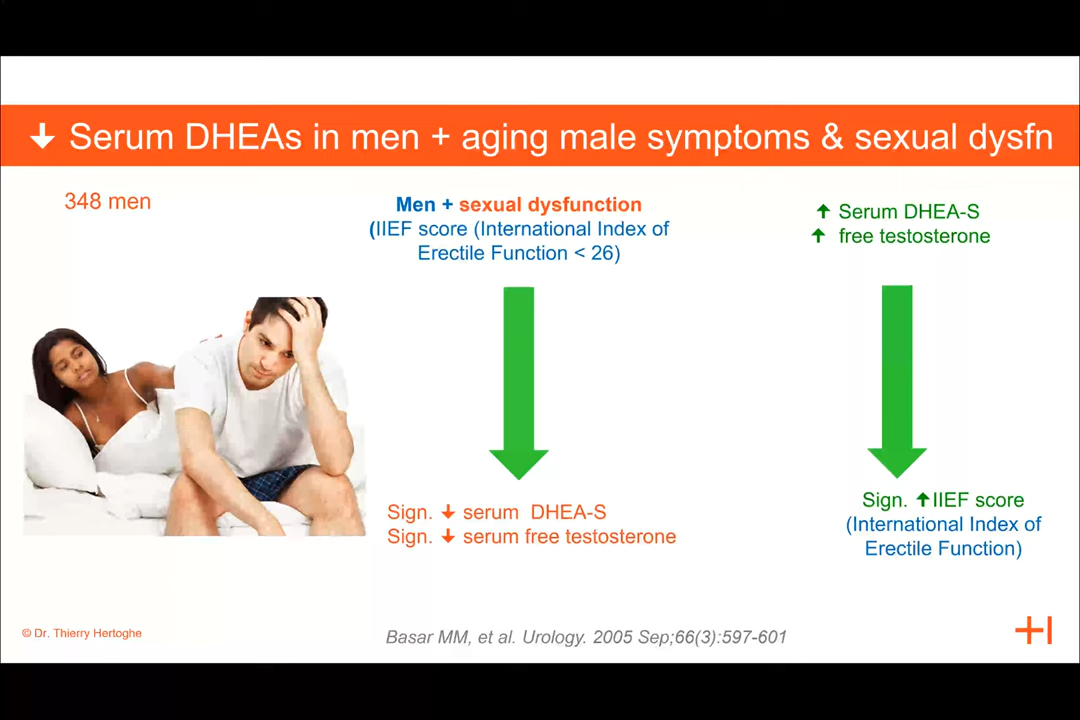 ↓ Serum DHEAs in men + aging male symptoms & sexual dysfn
348 men
Men + sexual dysfunction
(IIEF score (International Index of
Erectile Function < 26)
Sign. ↓ serum DHEA-S
Sign. ↓ serum free testosterone
↑ Serum DHEA-S
↑ free testosterone
Sign. ↑IIEF score
(International Index of
Erectile Function)
© Dr. Thierry Hertoghe
Basar MM, et al. Urology. 2005 Sep;66(3):597-601